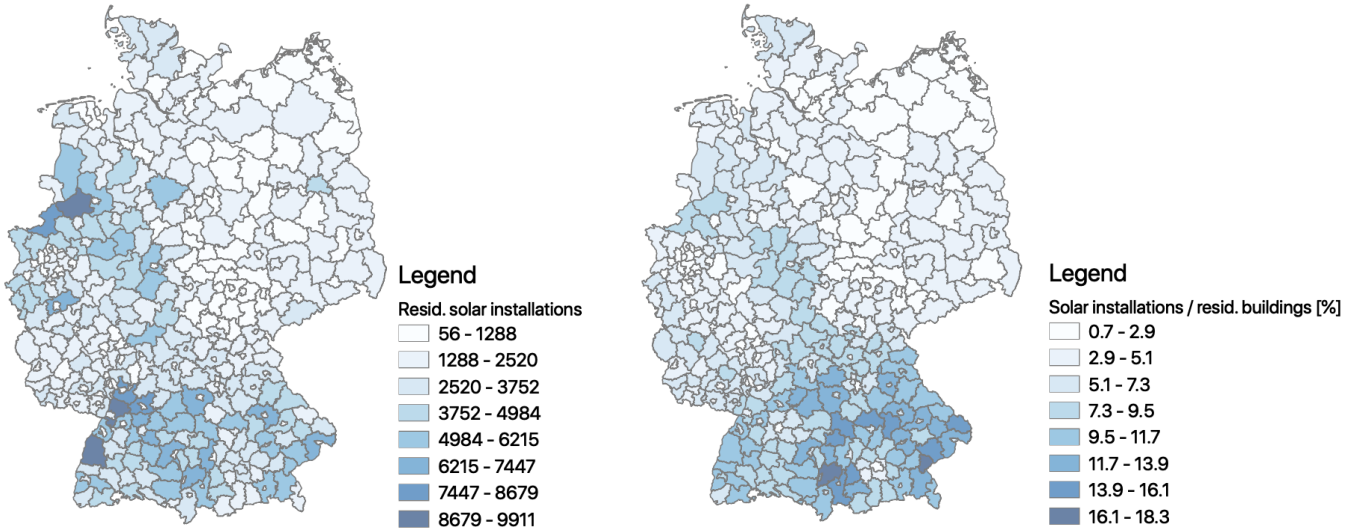 Legend
Resid. solar installations
56 – 1288
1288 – 2520
2520 – 3752
3752 – 4984
4984 – 6215
6215 – 7447
7447 – 8679
8679 – 9911
Legend
Solar installations / resid. buildings [%]
0.7 – 2.9
2.9 – 5.1
5.1 – 7.3
7.3 – 9.5
9.5 – 11.7
11.7 – 13.9
13.9 – 16.1
16.1 – 18.3